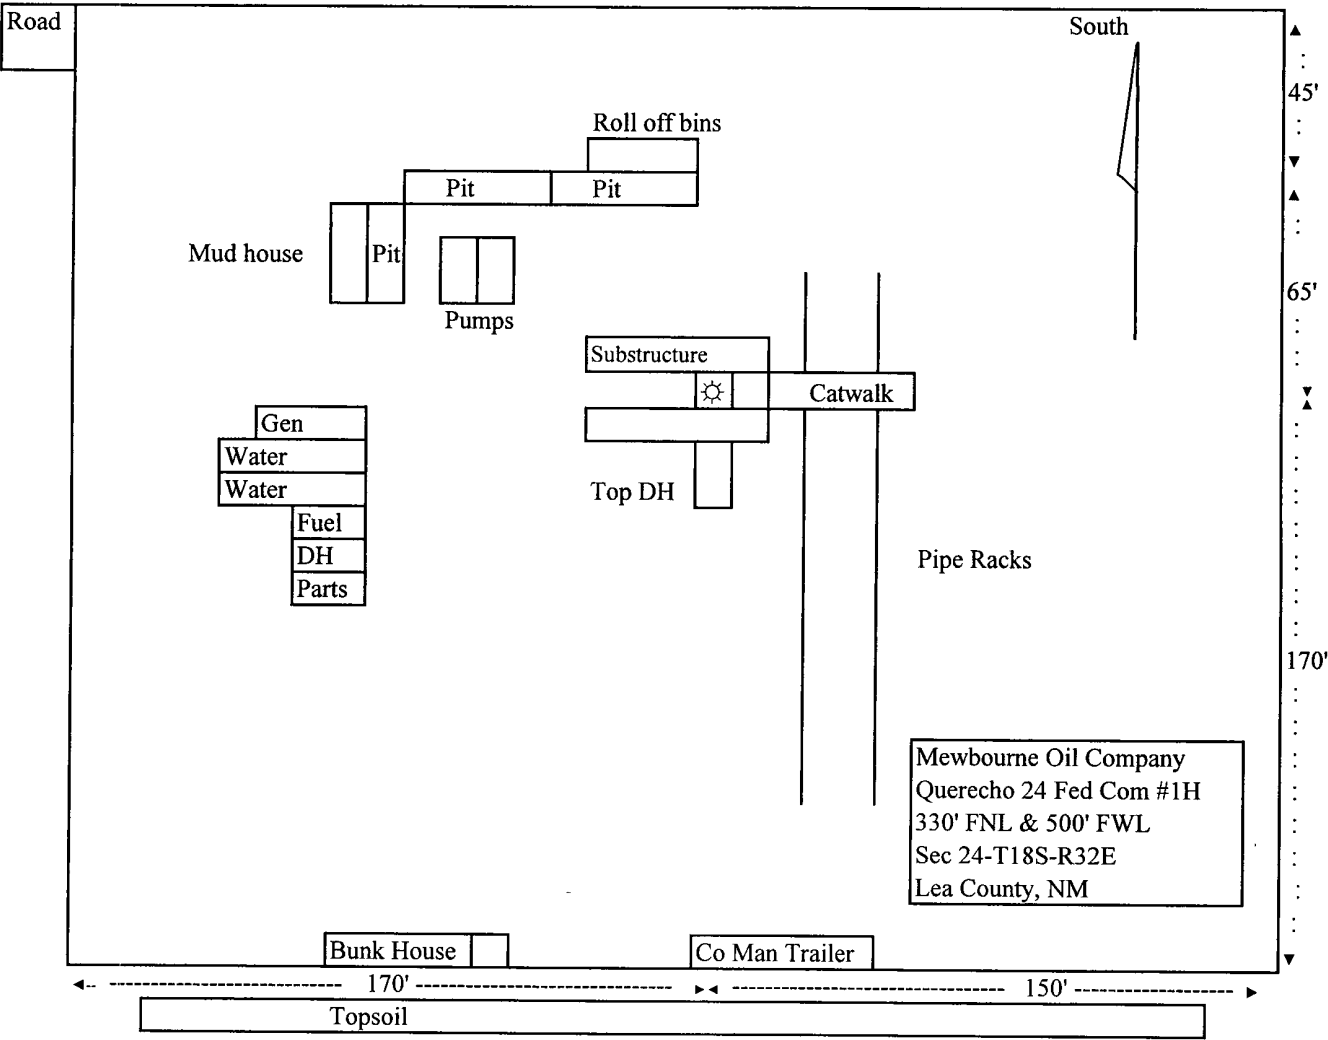 Road
South
45'
Roll off bins
Pit
Pit
Mud house
Pit
65'
Pumps
Substructure
Catwalk
Gen
Water
Water
Top DH
Fuel
DH
Parts
Pipe Racks
170'
Mewbourne Oil Company
Querecho 24 Fed Com #1H
330' FNL & 500' FWL
Sec 24-T18S-R32E
Lea County, NM
Bunk House
Co Man Trailer
170'
150'
Topsoil